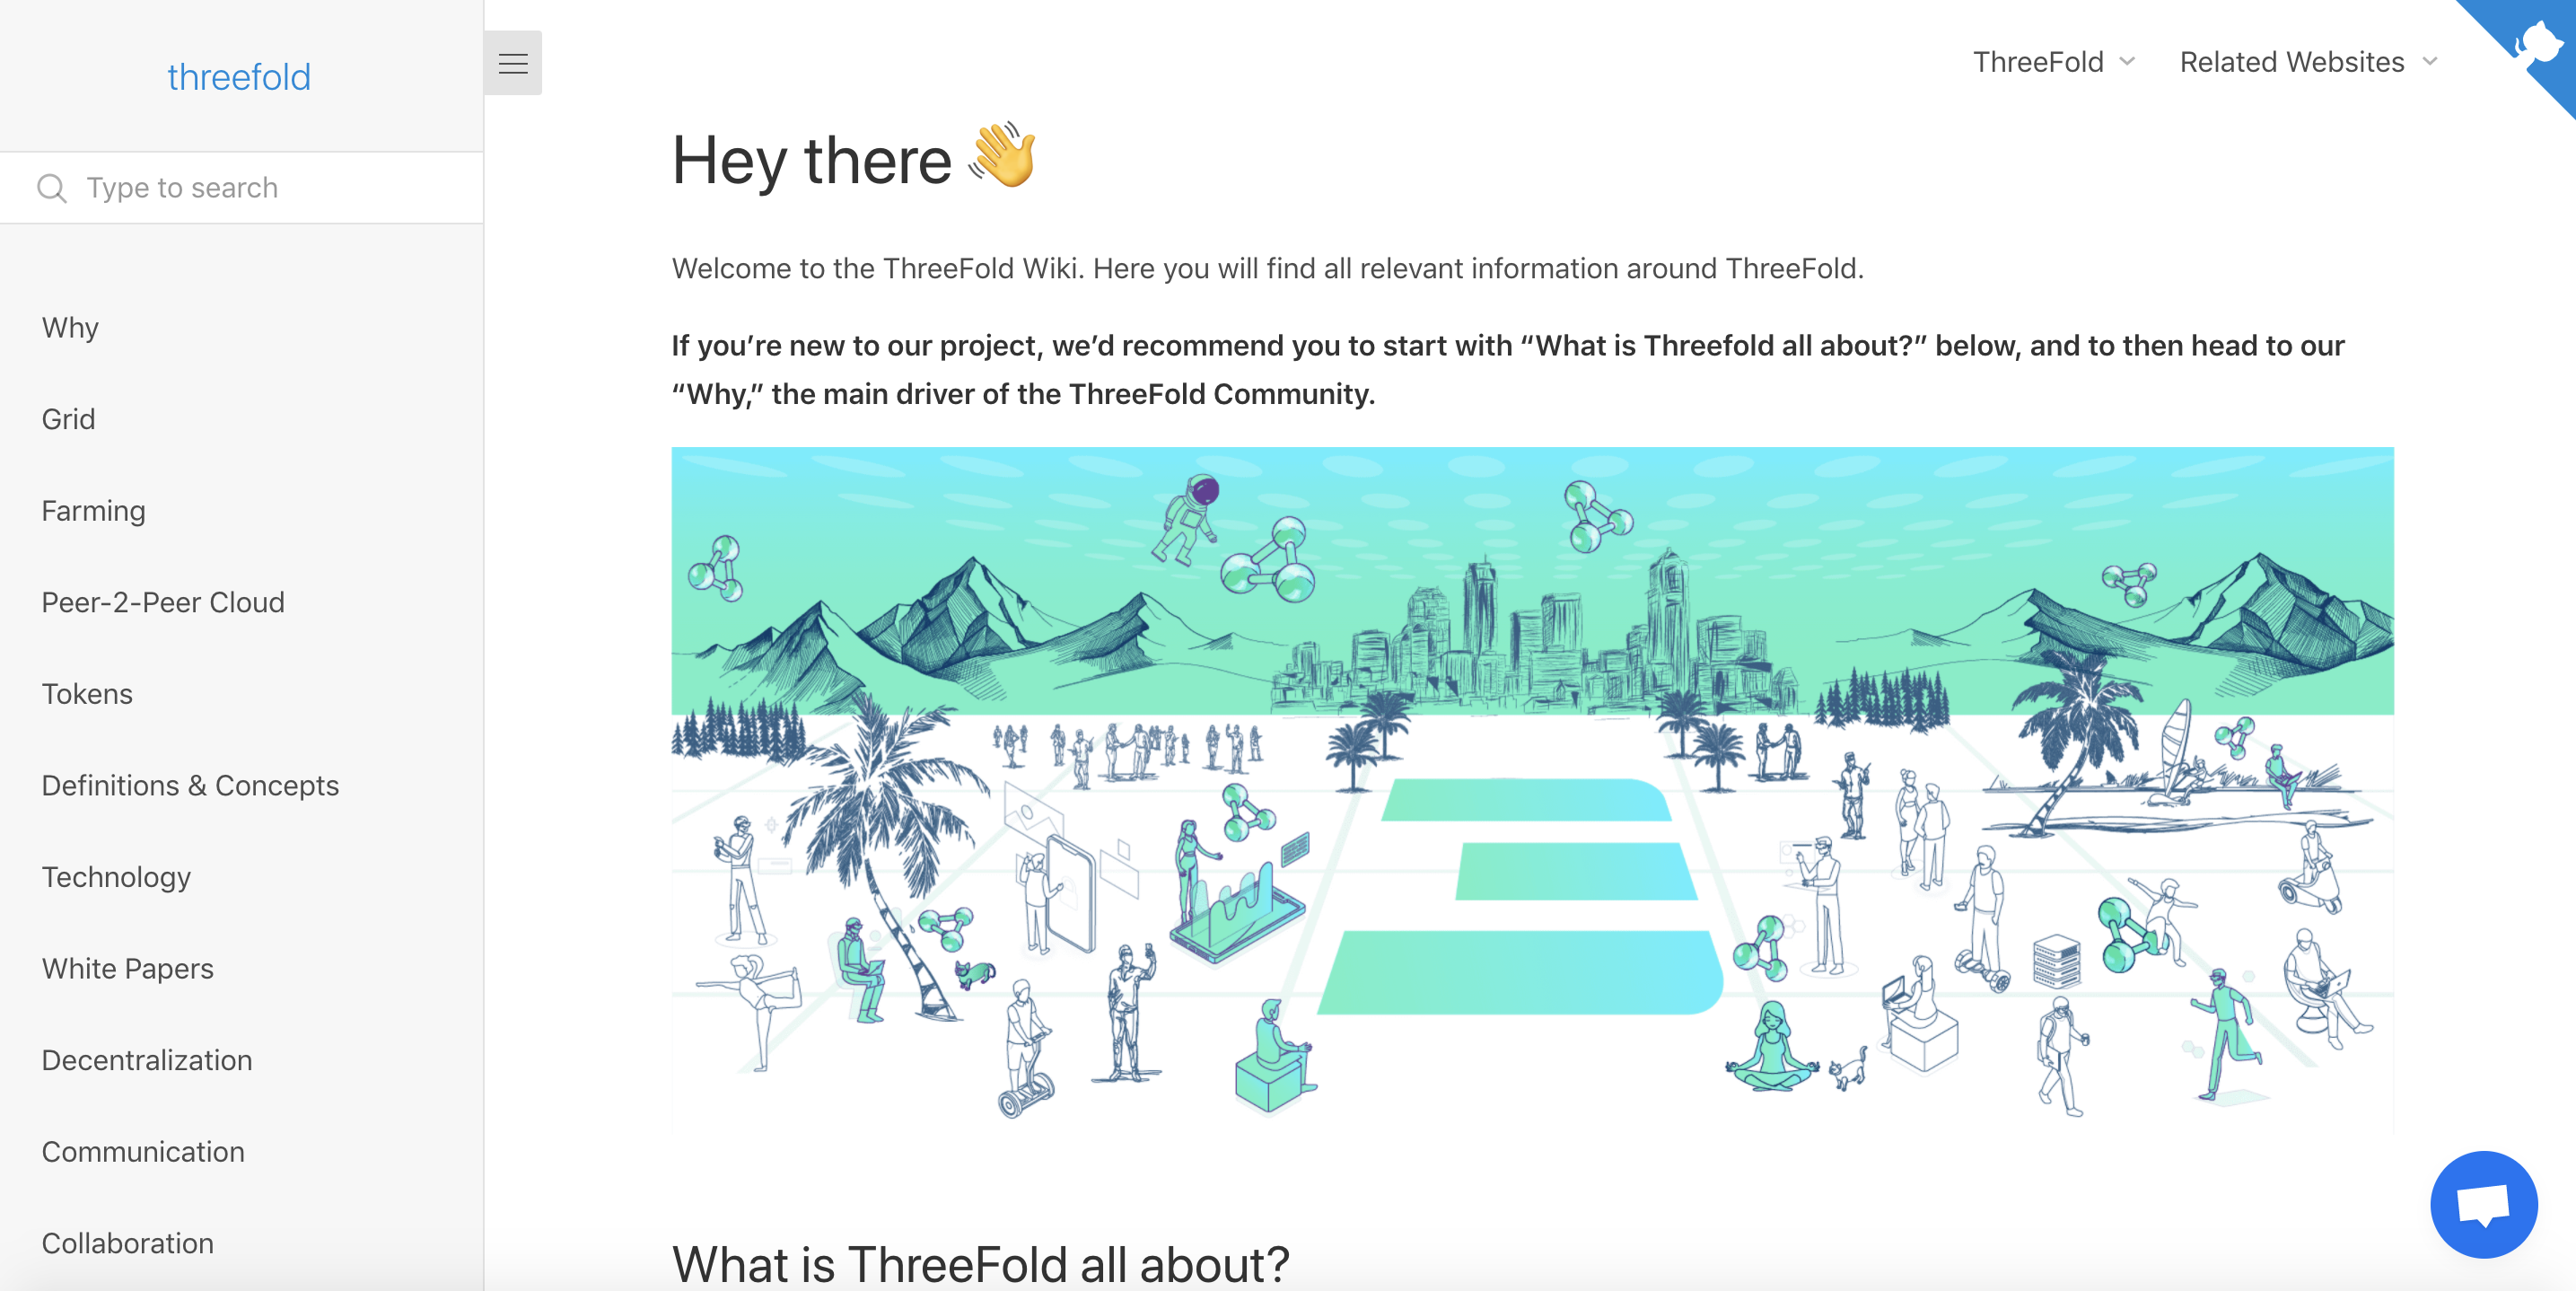 threefold
Type to search
Why
Grid
Farming
Peer-2-Peer Cloud
Tokens
Definitions & Concepts
Technology
White Papers
Decentralization
Communication
Collaboration
ThreeFold
Related Websites
Hey there 👋
Welcome to the ThreeFold Wiki. Here you will find all relevant information around ThreeFold.
If you’re new to our project, we’d recommend you to start with “What is Threefold all about?” below, and to then head to our
“Why,” the main driver of the ThreeFold Community.
What is ThreeFold all about?